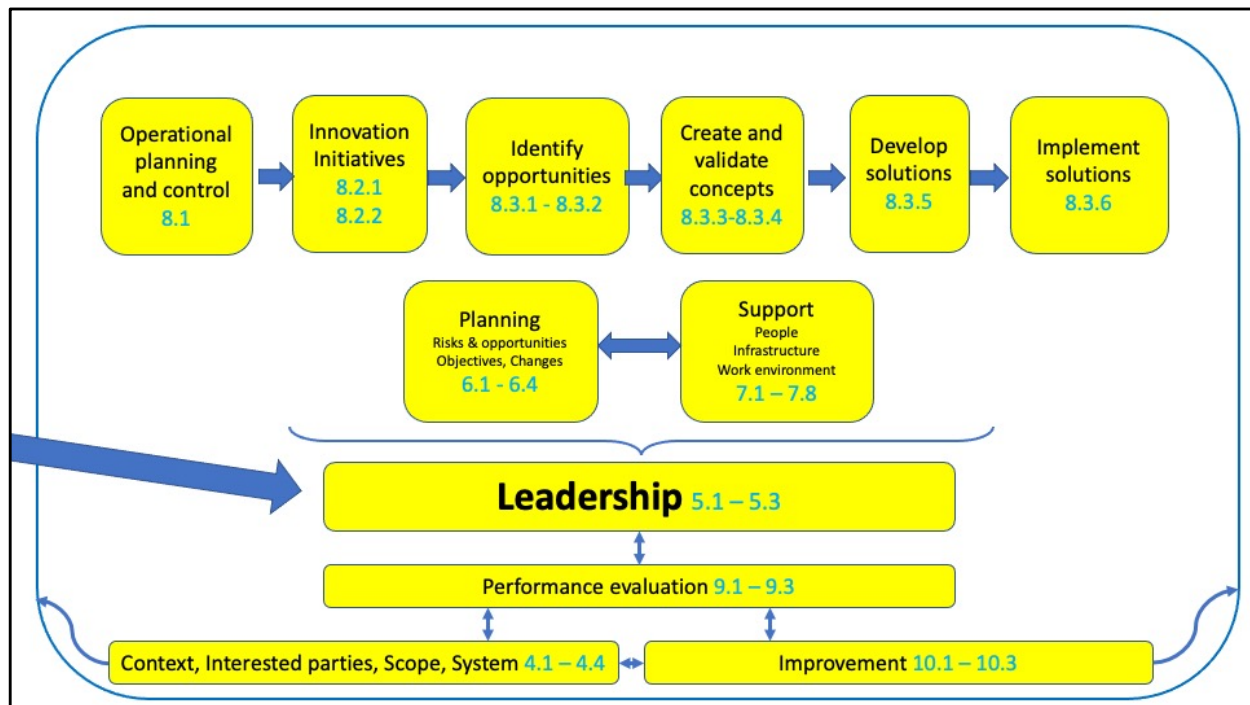 Operational
planning
and control
8.1
Innovation
Initiatives
8.2.1
8.2.2
Identify
opportunities
8.3.1 - 8.3.2
Create and
validate
concepts
8.3.3-8.3.4
Develop
solutions
8.3.5
Implement
solutions
8.3.6
Planning
Risks & opportunities
Objectives, Changes
6.1 - 6.4
Support
People
Infrastructure
Work environment
7.1 – 7.8
Leadership 5.1 – 5.3
Performance evaluation 9.1 – 9.3
Context, Interested parties, Scope, System 4.1 – 4.4
Improvement 10.1 – 10.3